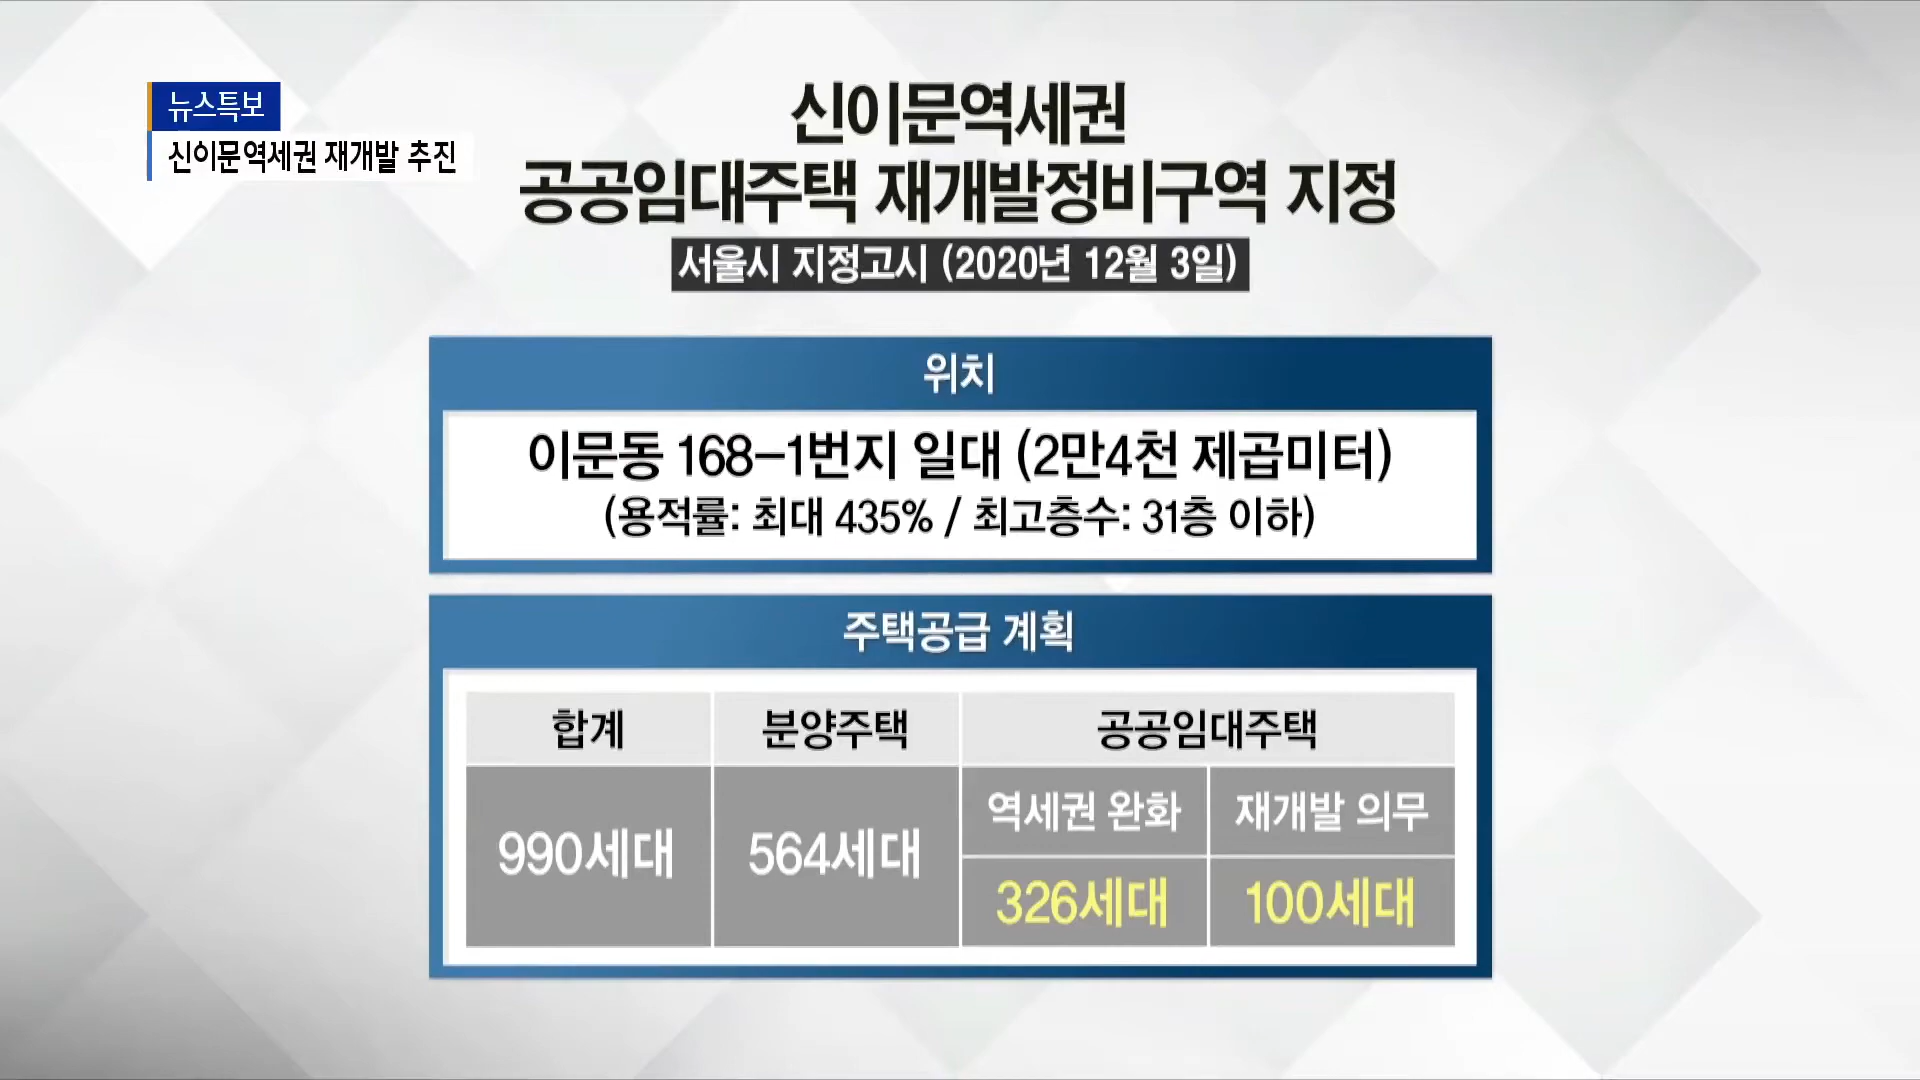 뉴스특보
신이문역세권 재개발 추진
신이문역세권
공공임대주택 재개발정비구역 지정
서울시 지정고시 (2020년 12월 3일)
위치
이문동 168-1번지 일대 (2만4천 제곱미터)
(용적률: 최대 435% / 최고층수: 31층 이하)
주택공급 계획
합계 분양주택 공공임대주택
역세권 완화 재개발 의무
990세대 564세대
326세대 100세대